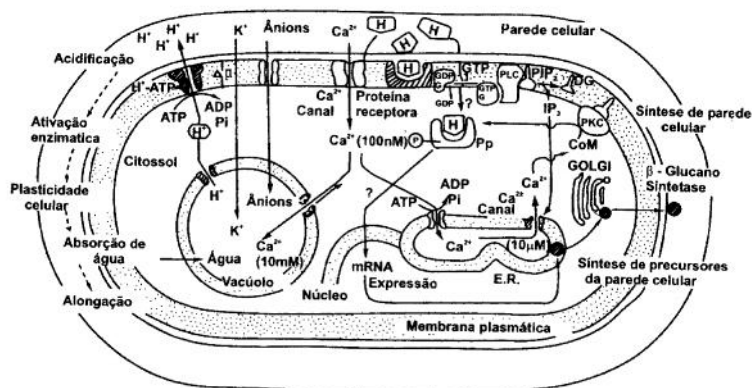 H⁺ H⁺ H⁺ H⁺
K⁺
Ânions
Ca²⁺
H
H
H
Parede celular
Acidificação
H⁺-ATP
ATP
ADP
Pi
H⁺
Ca²⁺
Canal
Proteína
receptora
H
GDP
GTP
GDP
GTP
G
?
PLC
PIP₂
DG
IP₃
PKC
CoM
Síntese de parede
celular
Ativação
enzimatica
Citossol
Ca²⁺(100nM)
P
H
Pp
GOLGI
β - Glucano
Síntetase
Plasticidade
celular
H⁺
Ânions
?
ATP
ADP
Pi
Ca²⁺
Canal
Ca²⁺
K⁺
Absorção de
água
Água
Ca²⁺
(10mM)
Vacúolo
Ca²⁺
(10μM)
mRNA
Expressão
Núcleo
E.R.
Síntese de precursores
da parede celular
Alongação
Membrana plasmática